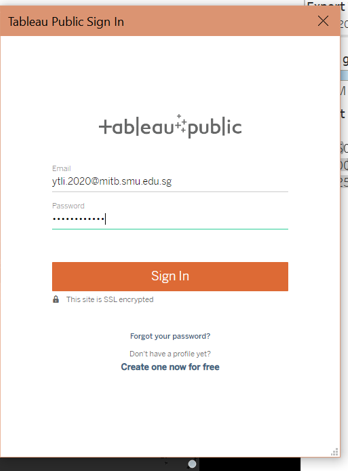 Tableau Public Sign In
+ableau public
Email
ytli.2020@mitb.smu.edu.sg
Password
••••••••••••
Sign In
This site is SSL encrypted
Forgot your password?
Don't have a profile yet?
Create one now for free